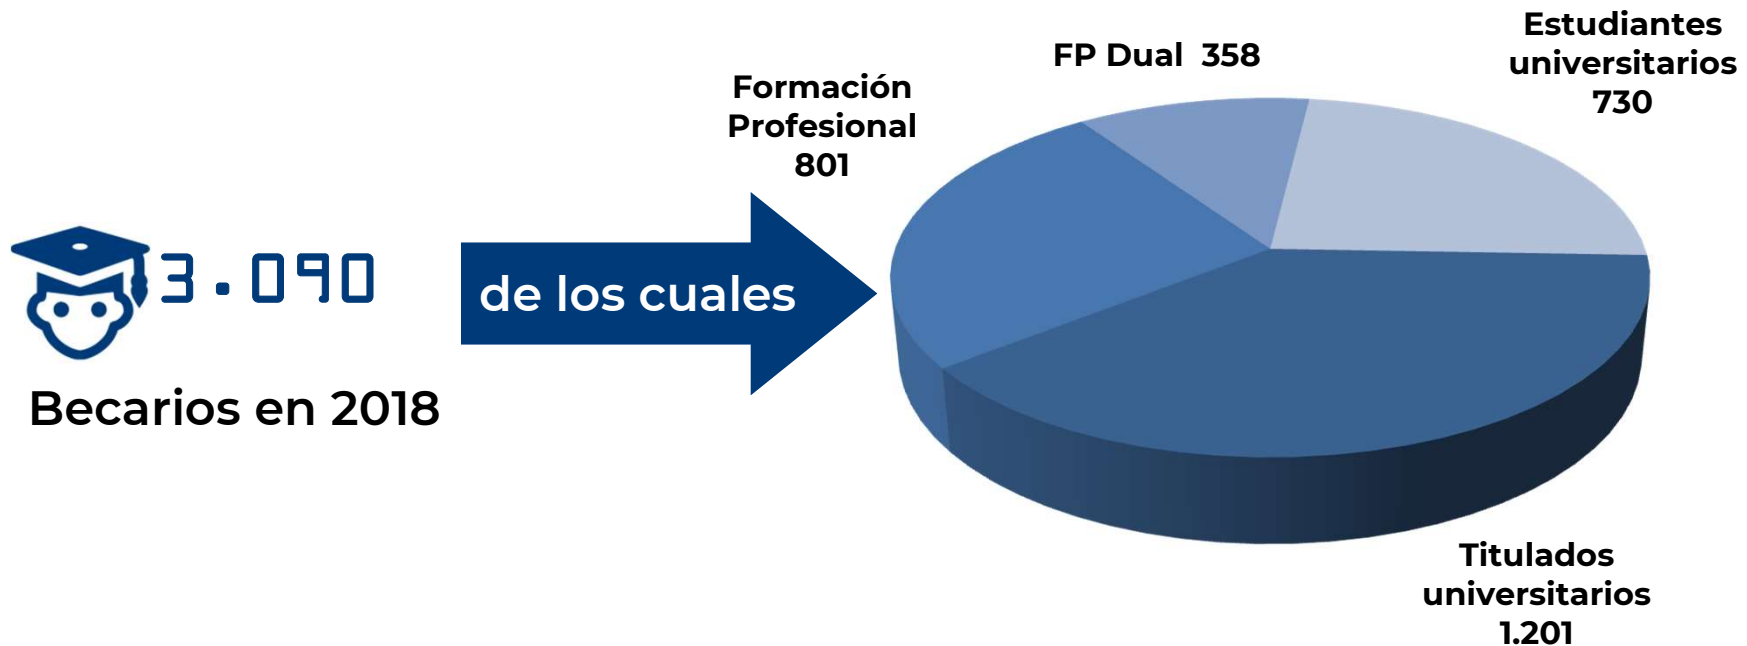 3.090
Becarios en 2018
de los cuales
Formación
Profesional
801
FP Dual 358
Estudiantes
universitarios
730
Titulados
universitarios
1.201